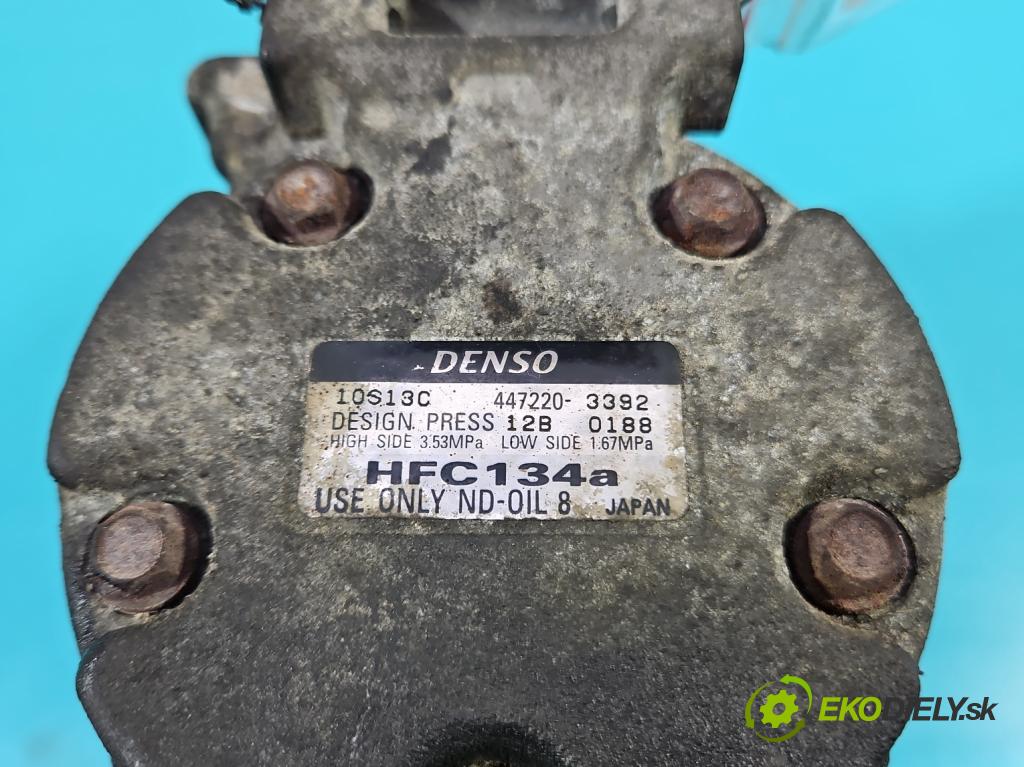 DENSO
10S13C 447220- 3392
DESIGN PRESS 12B 0188
HIGH SIDE 3.53MPa LOW SIDE 1.67MPa
HFC134a
USE ONLY ND-OIL 8 JAPAN
EKODIELY.sk